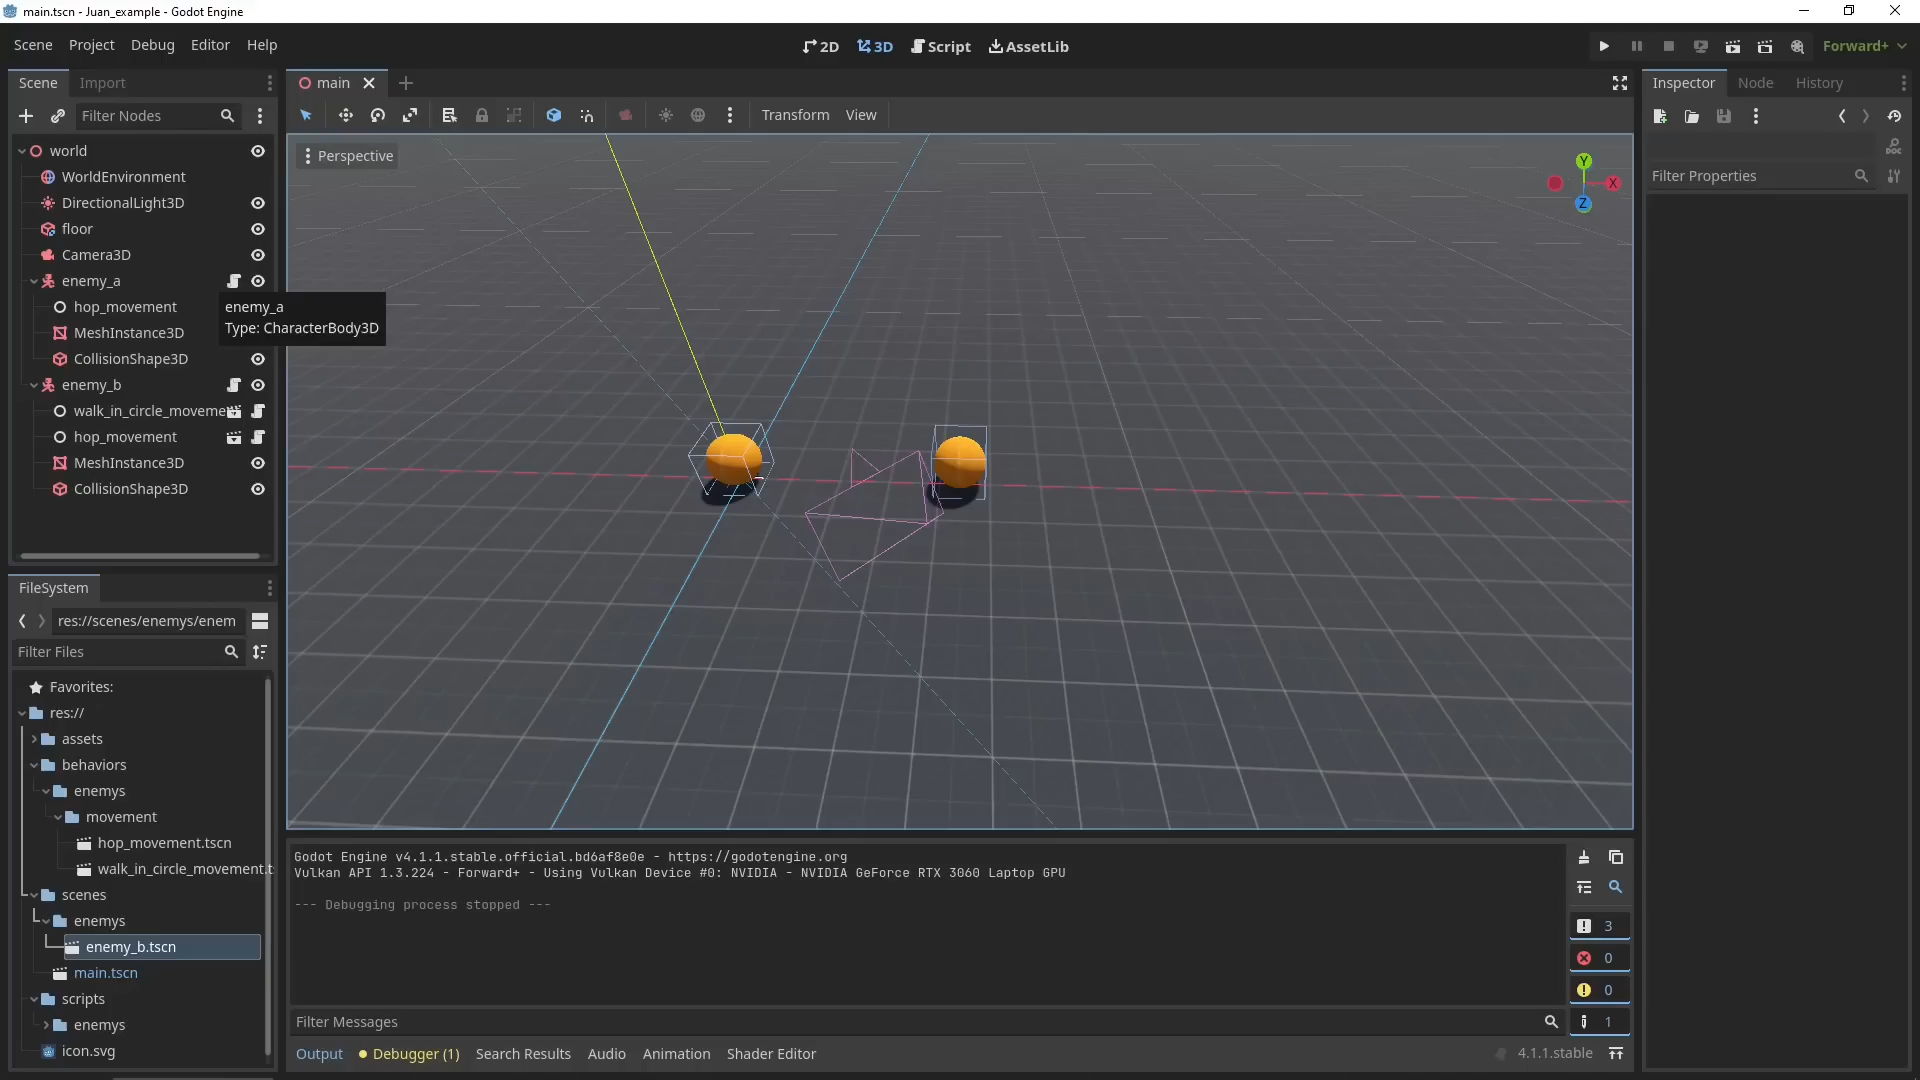 main.tscn - Juan_example - Godot Engine
Scene Project Debug Editor Help
2D 3D Script AssetLib
Forward+
Scene Import
main
Inspector Node History
Filter Nodes
Transform View
world
WorldEnvironment
DirectionalLight3D
floor
Camera3D
enemy_a
hop_movement
MeshInstance3D
CollisionShape3D
enemy_b
walk_in_circle_moveme
hop_movement
MeshInstance3D
CollisionShape3D
enemy_a
Type: CharacterBody3D
Perspective
Y
X
Z
Filter Properties
DOC
FileSystem
res://scenes/enemys/enem
Filter Files
Favorites:
res://
assets
behaviors
enemys
movement
hop_movement.tscn
walk_in_circle_movement.t
scenes
enemys
enemy_b.tscn
main.tscn
scripts
enemys
icon.svg
Godot Engine v4.1.1.stable.official.bd6af8e0e - https://godotengine.org
Vulkan API 1.3.224 - Forward+ - Using Vulkan Device #0: NVIDIA - NVIDIA GeForce RTX 3060 Laptop GPU
--- Debugging process stopped ---
3
0
0
1
Filter Messages
Output Debugger (1) Search Results Audio Animation Shader Editor
4.1.1.stable